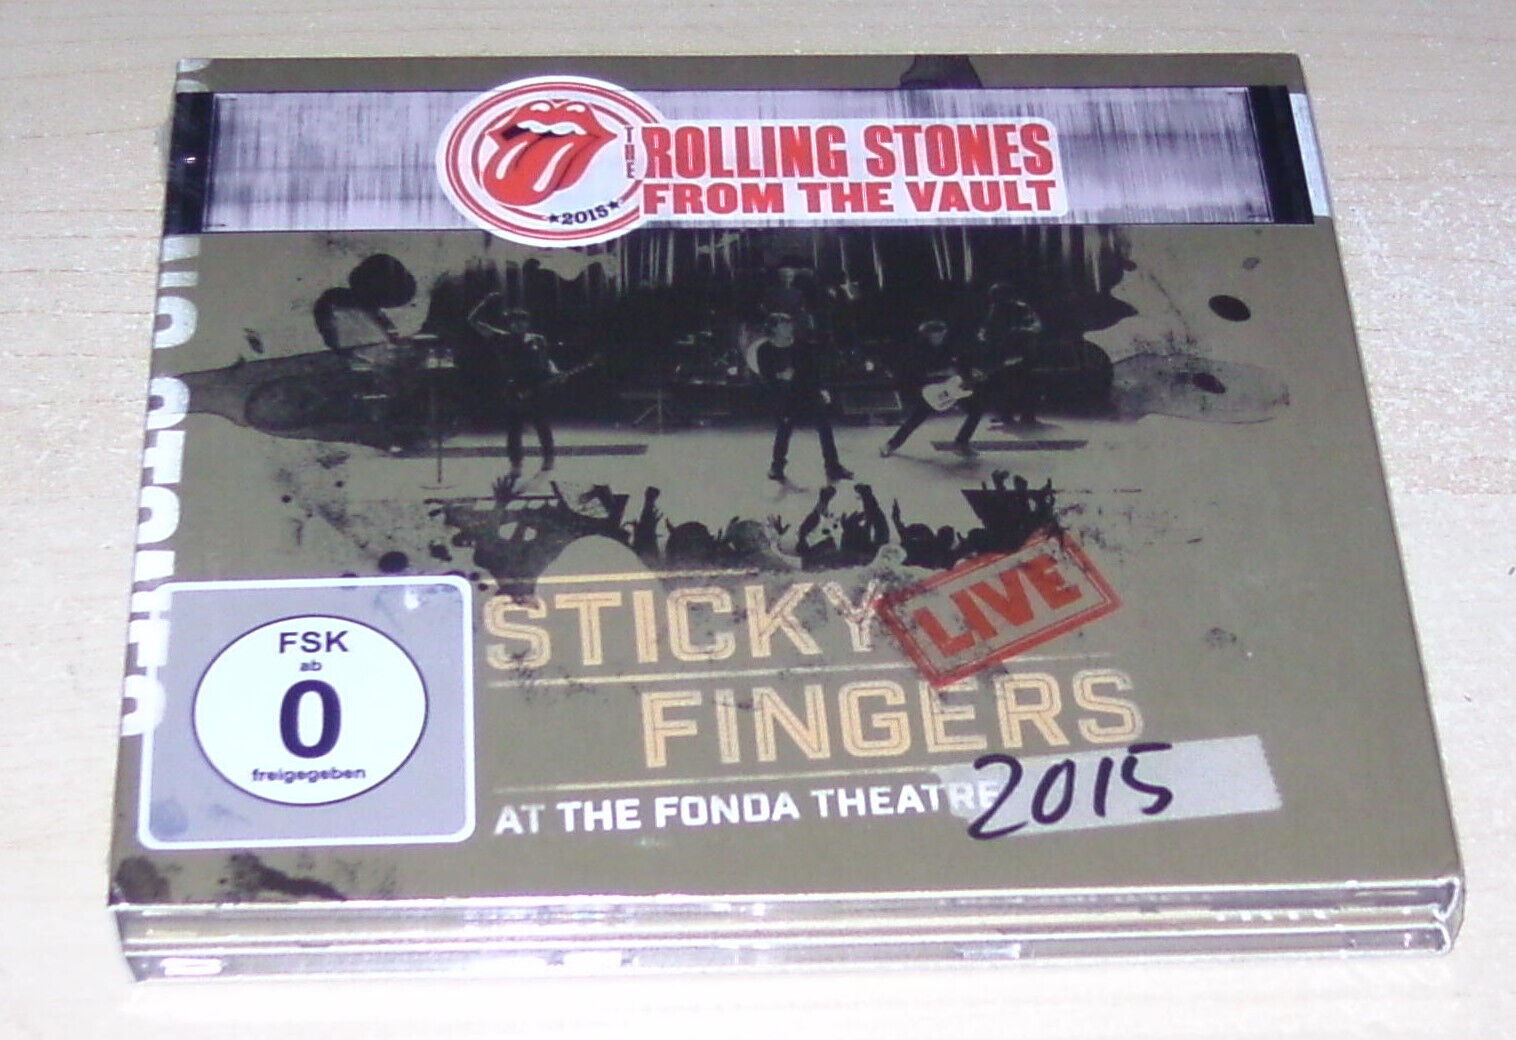 THE
ROLLING STONES
FROM THE VAULT
★2015★
STICKY
LIVE
FINGERS
AT THE FONDA THEATRE
2015
FSK
ab
0
freigegeben